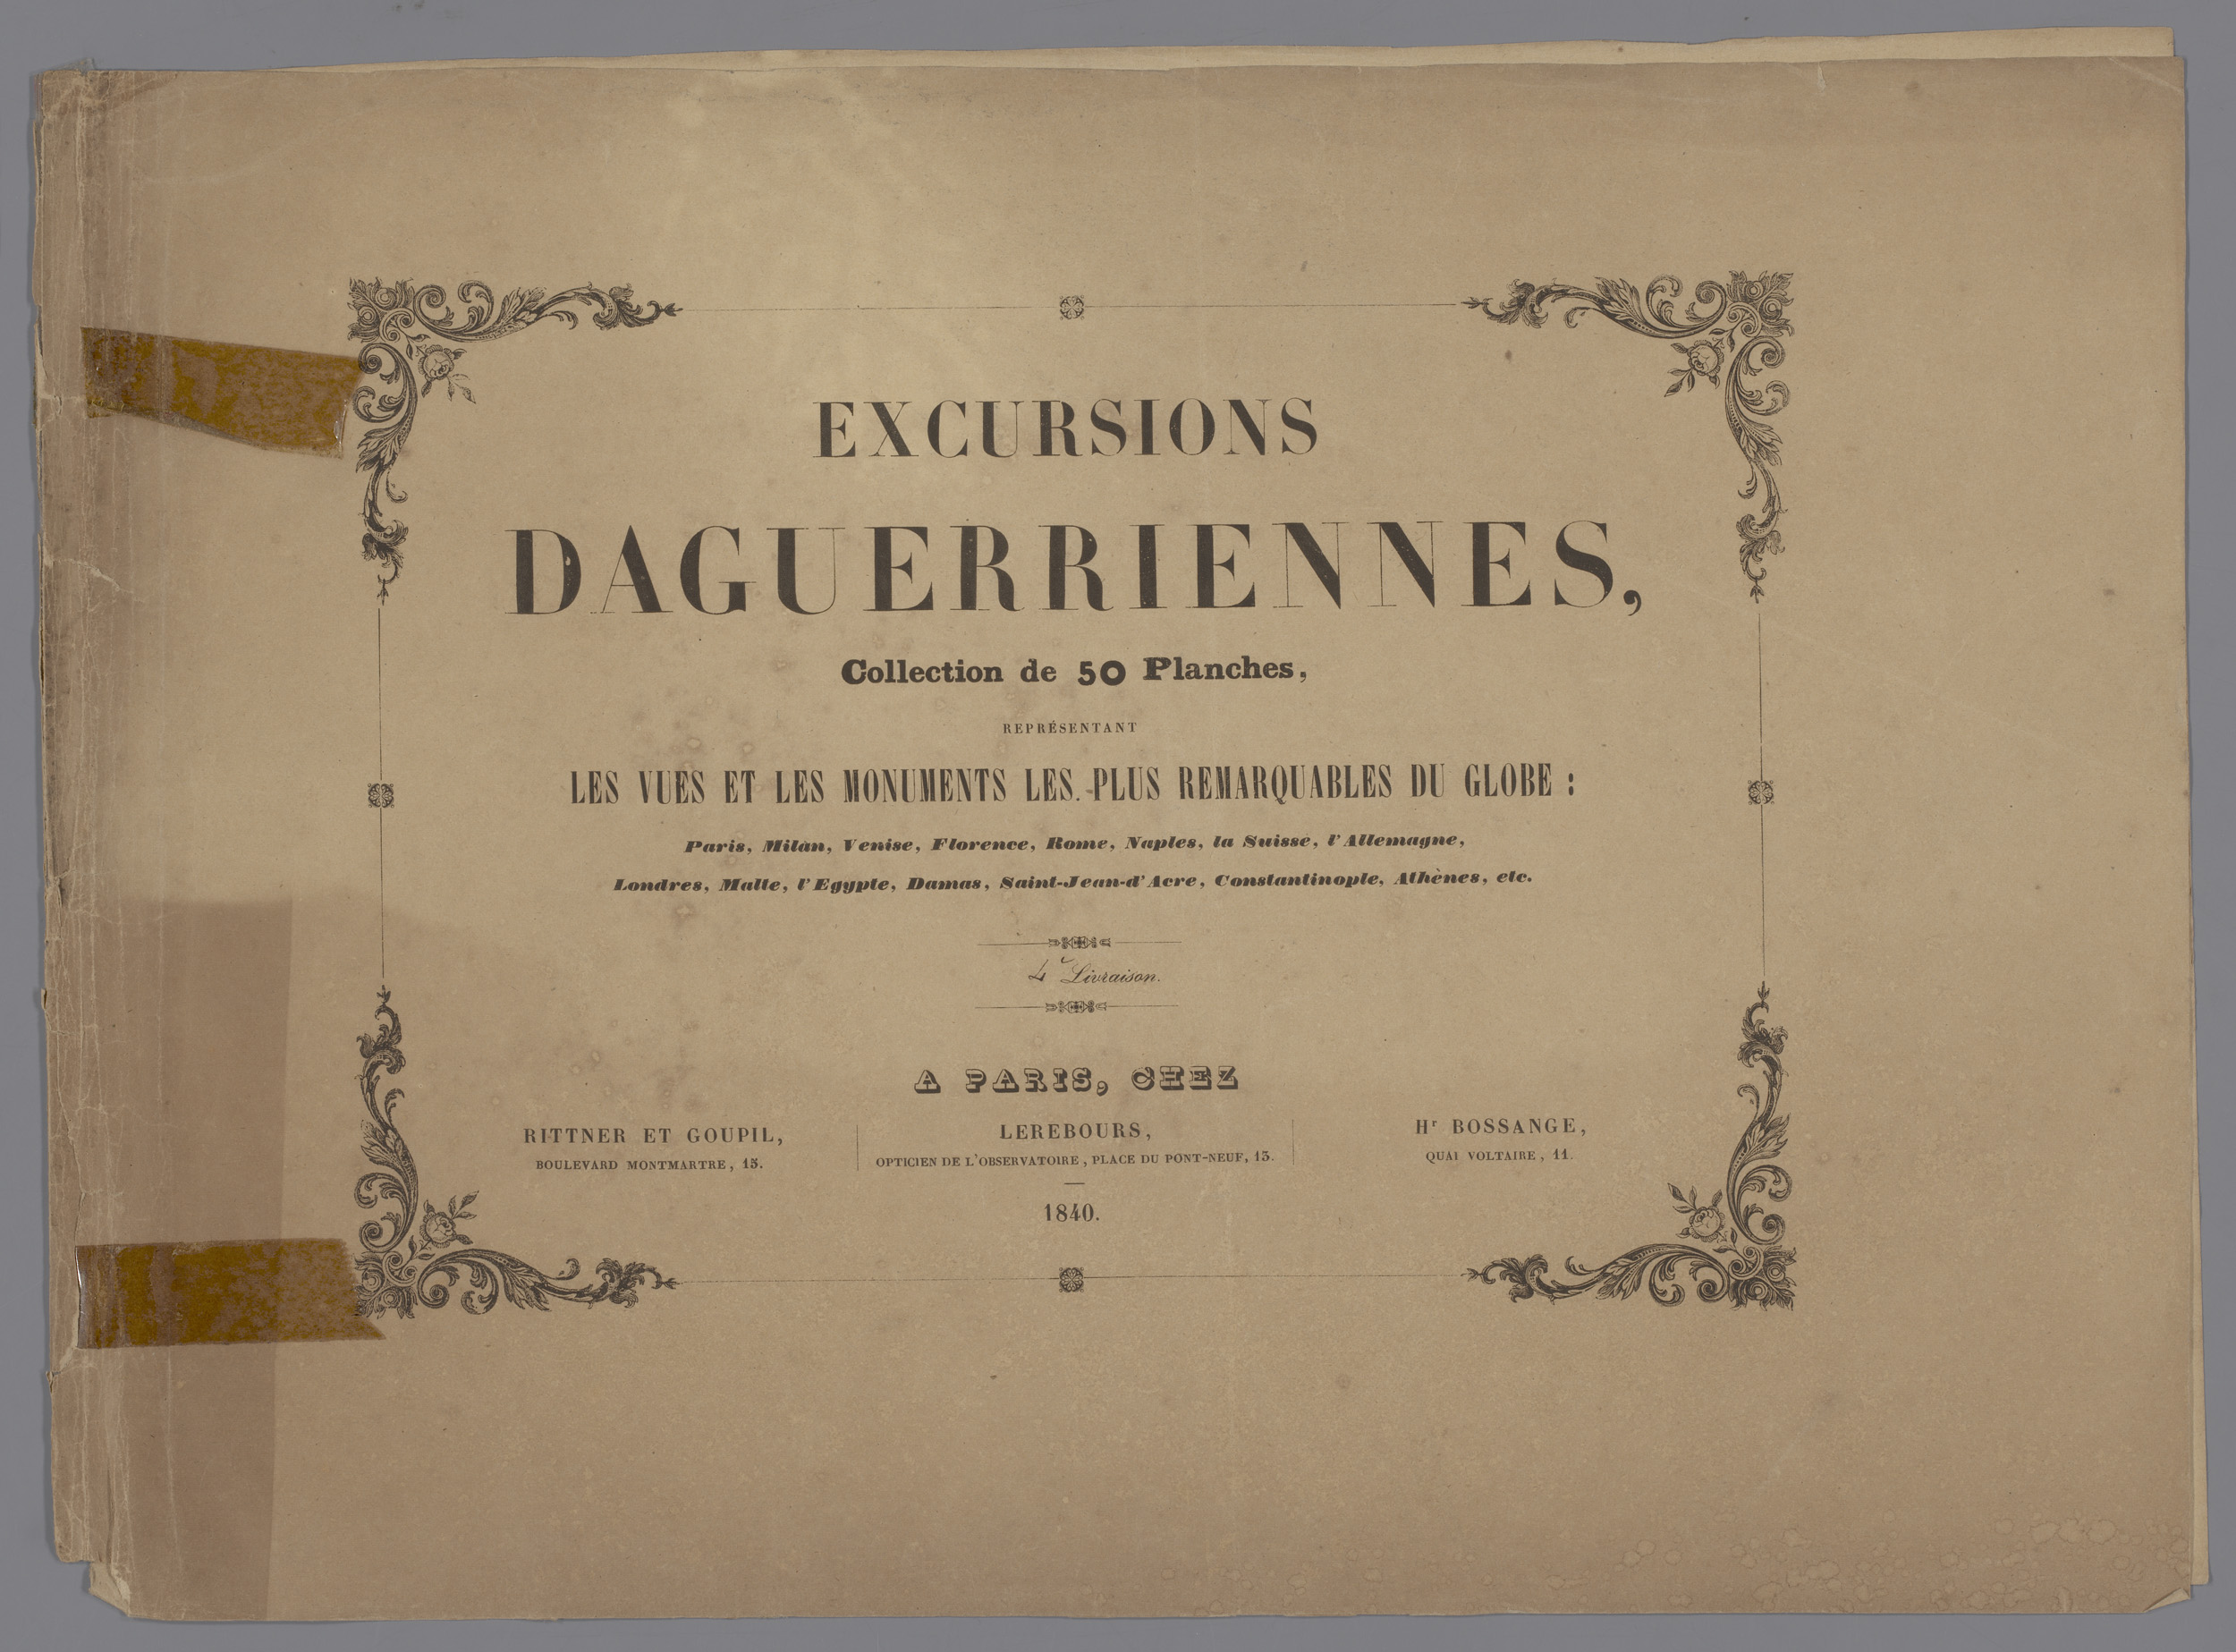 EXCURSIONS
DAGUERRIENNES,
Collection de 50 Planches,
REPRÉSENTANT
LES VUES ET LES MONUMENTS LES PLUS REMARQUABLES DU GLOBE :
Paris, Milan, Venise, Florence, Rome, Naples, la Suisse, l'Allemagne,
Londres, Malte, l'Egypte, Damas, Saint-Jean-d'Acre, Constantinople, Athènes, etc.
4e Livraison.
A PARIS, CHEZ
RITTNER ET GOUPIL,
BOULEVARD MONTMARTRE, 15.
LEREBOURS,
OPTICIEN DE L'OBSERVATOIRE, PLACE DU PONT-NEUF, 13.
Hr BOSSANGE,
QUAI VOLTAIRE, 11.
1840.